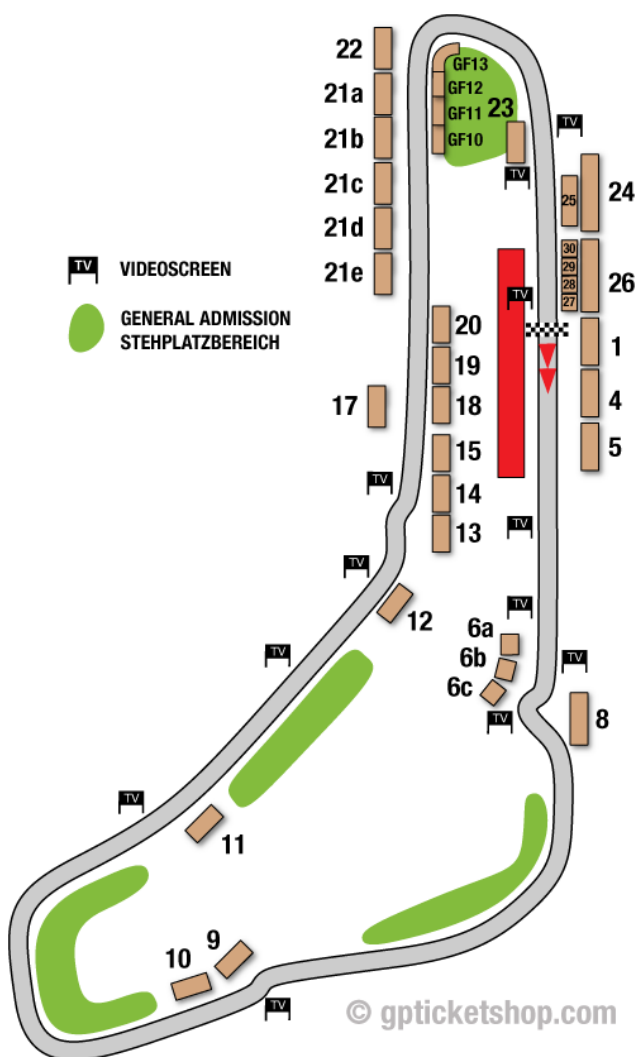 22
GF13
21a
GF12
GF11
23
TV
21b
GF10
TV
21c
25
24
21d
30
29
28
27
26
TV
VIDEOSCREEN
21e
TV
GENERAL ADMISSION
STEHPLATZBEREICH
20
1
19
4
17
18
15
5
TV
14
13
TV
TV
12
TV
6a
6b
6c
TV
TV
TV
8
TV
11
9
10
TV
© gpticketshop.com